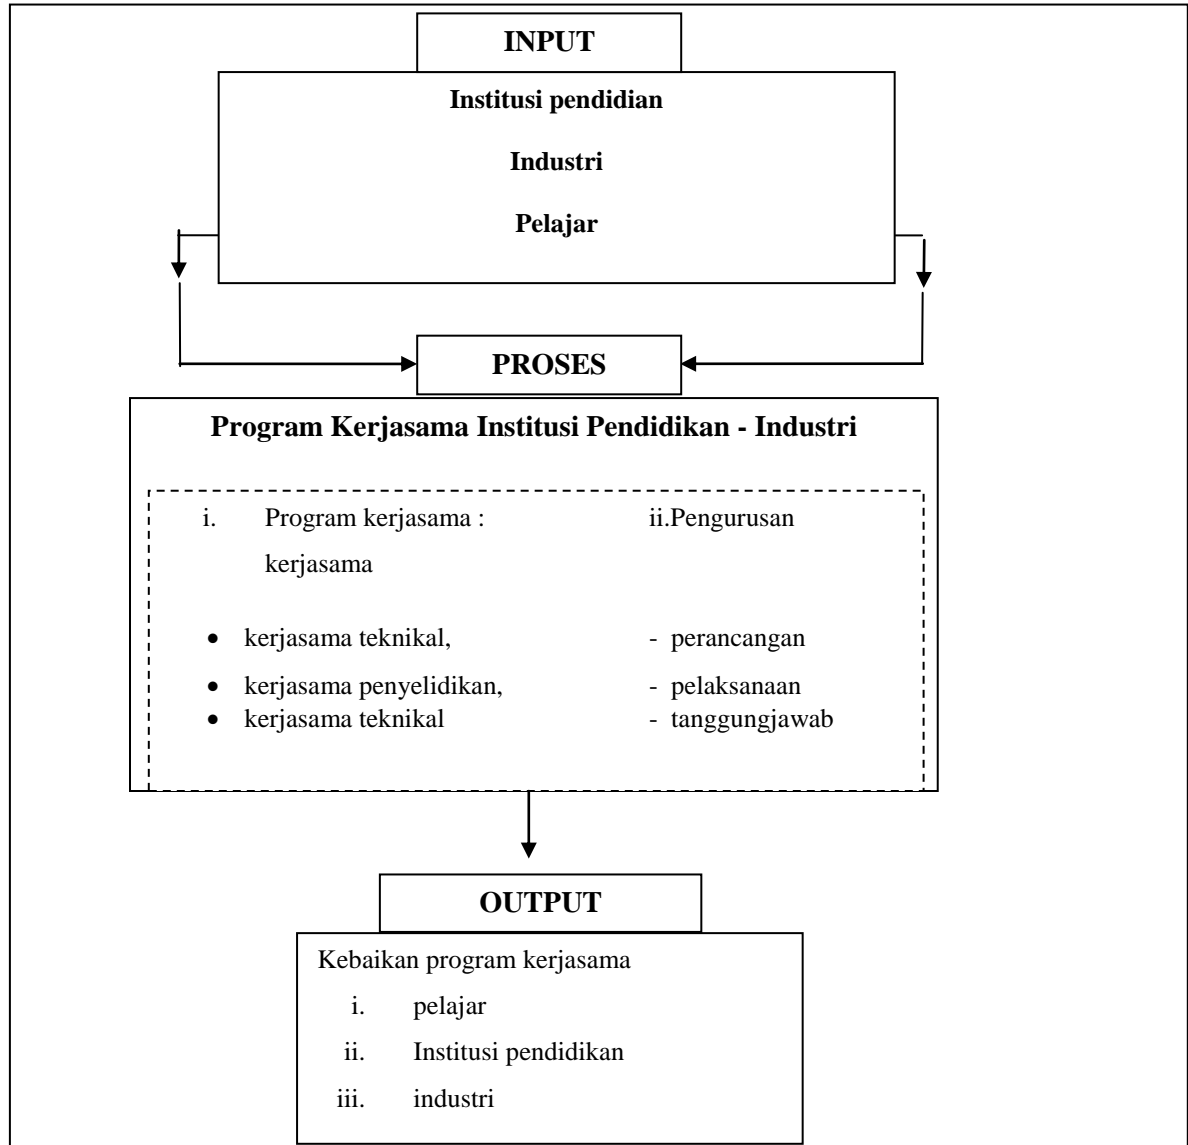 INPUT
Institusi pendidian
Industri
Pelajar
PROSES
Program Kerjasama Institusi Pendidikan - Industri
i. Program kerjasama : ii.Pengurusan
kerjasama
• kerjasama teknikal, - perancangan
• kerjasama penyelidikan, - pelaksanaan
• kerjasama teknikal - tanggungjawab
OUTPUT
Kebaikan program kerjasama
i. pelajar
ii. Institusi pendidikan
iii. industri